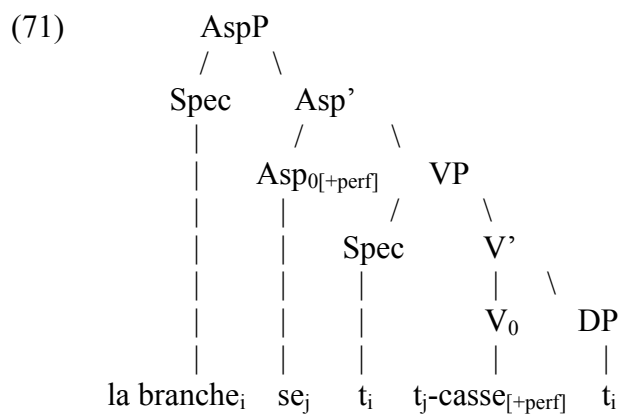 (71) AspP
Spec Asp’
Asp0[+perf] VP
Spec V’
V0 DP
la branchei sej ti tj-casse[+perf] ti